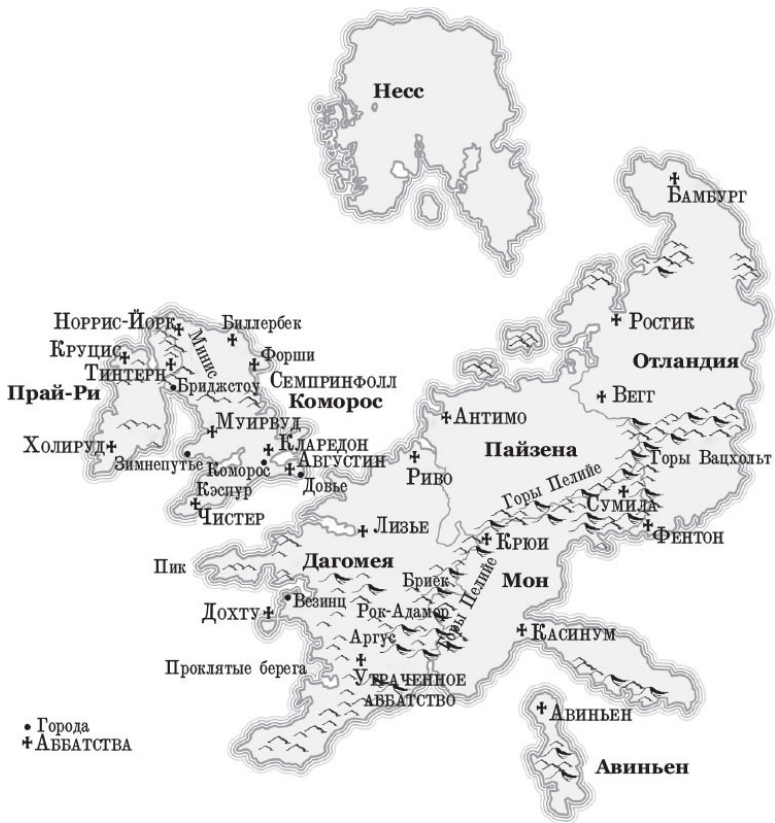 Несс
Бамбург
Ростик
Отландия
Вегг
Норрис-Йорк
Биллербек
Минис
Круцис
Форши
Тинтерн
Бриджстоу
Семпринфолл
Прай-Ри
Коморос
Муирвуд
Антимо
Пайзена
Холируд
Кларедон
Зимнепутье
Коморос
Августин
Риво
Горы Вахольт
Довье
Кэспур
Чистер
Горы Пелийе
Сумила
Лизье
Фентон
Крюи
Пик
Дагомея
Бриек
Мон
Горы Пелийе
Везинц
Рок-Адамор
Дохту
Аргус
Касинум
Проклятые берега
Утраченное
аббатство
Авиньен
Города
Аббатства
Авиньен